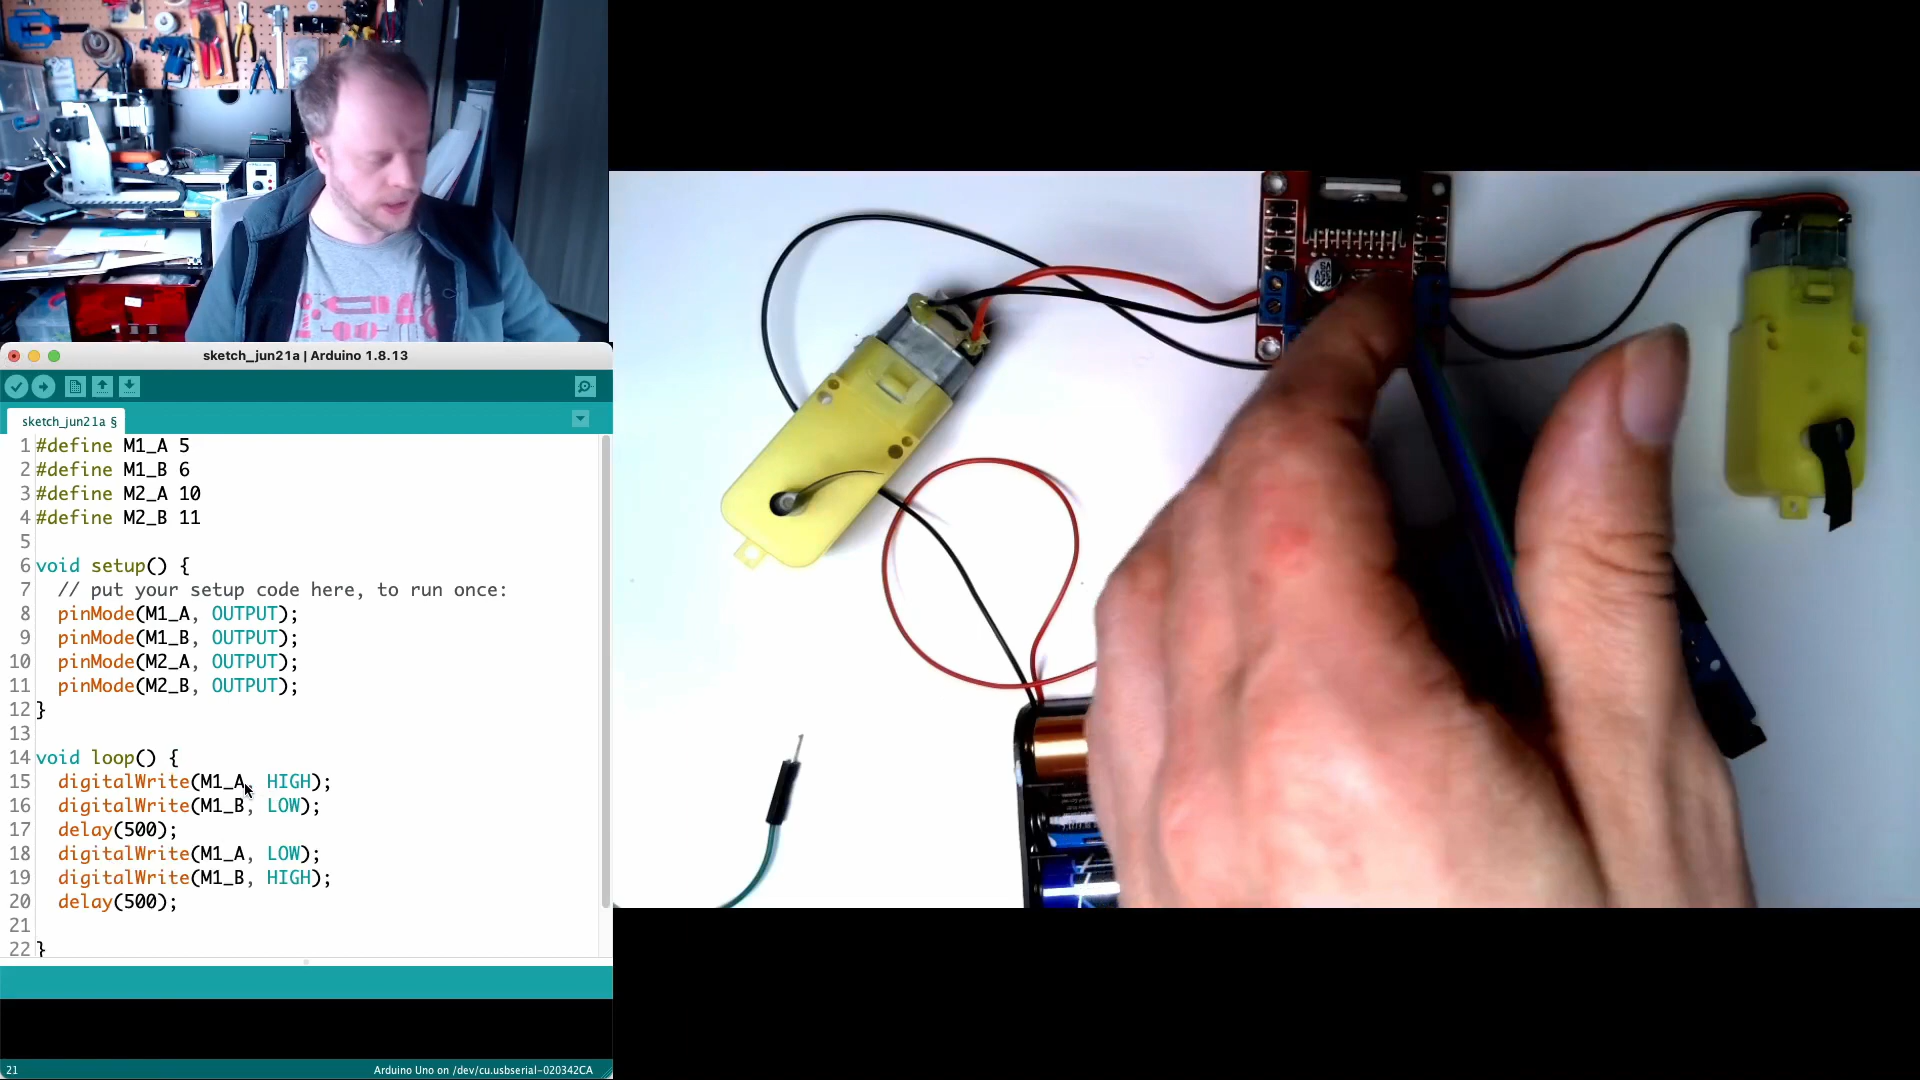 sketch_jun21a | Arduino 1.8.13
sketch_jun21a §
1 #define M1_A 5
2 #define M1_B 6
3 #define M2_A 10
4 #define M2_B 11
5
6 void setup() {
7 // put your setup code here, to run once:
8 pinMode(M1_A, OUTPUT);
9 pinMode(M1_B, OUTPUT);
10 pinMode(M2_A, OUTPUT);
11 pinMode(M2_B, OUTPUT);
12 }
13
14 void loop() {
15 digitalWrite(M1_A, HIGH);
16 digitalWrite(M1_B, LOW);
17 delay(500);
18 digitalWrite(M1_A, LOW);
19 digitalWrite(M1_B, HIGH);
20 delay(500);
21
22 }
21
Arduino Uno on /dev/cu.usbserial-020342CA
220